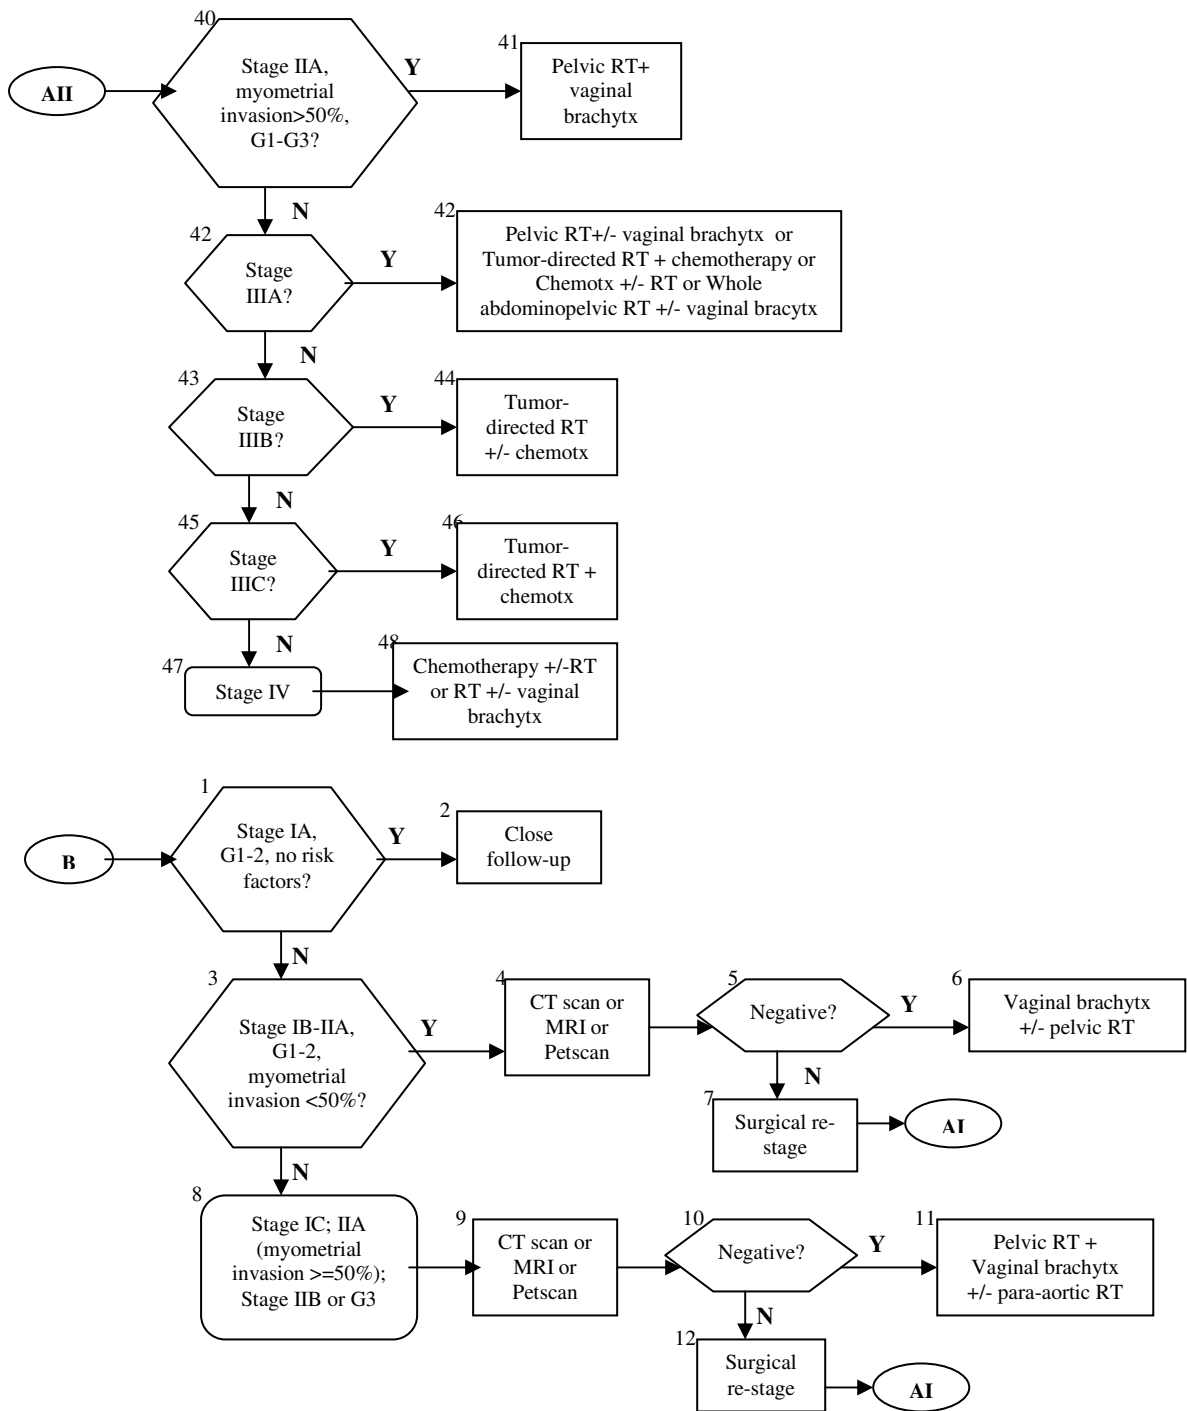 40
Stage IIA,
myometrial
invasion>50%,
G1-G3?
AII
Y
41
Pelvic RT+
vaginal
brachytx
N
42
Stage
IIIA?
Y
42
Pelvic RT+/- vaginal brachytx or
Tumor-directed RT + chemotherapy or
Chemotx +/- RT or Whole
abdominopelvic RT +/- vaginal bracytx
N
43
Stage
IIIB?
Y
44
Tumor-
directed RT
+/- chemotx
N
45
Stage
IIIC?
Y
46
Tumor-
directed RT +
chemotx
N
47
Stage IV
48
Chemotherapy +/-RT
or RT +/- vaginal
brachytx
B
1
Stage IA,
G1-2, no risk
factors?
Y
2
Close
follow-up
N
3
Stage IB-IIA,
G1-2,
myometrial
invasion <50%?
Y
4
CT scan or
MRI or
Petscan
5
Negative?
Y
6
Vaginal brachytx
+/- pelvic RT
N
7
Surgical re-
stage
AI
N
8
Stage IC; IIA
(myometrial
invasion >=50%);
Stage IIB or G3
9
CT scan or
MRI or
Petscan
10
Negative?
Y
11
Pelvic RT +
Vaginal brachytx
+/- para-aortic RT
N
12
Surgical
re-stage
AI